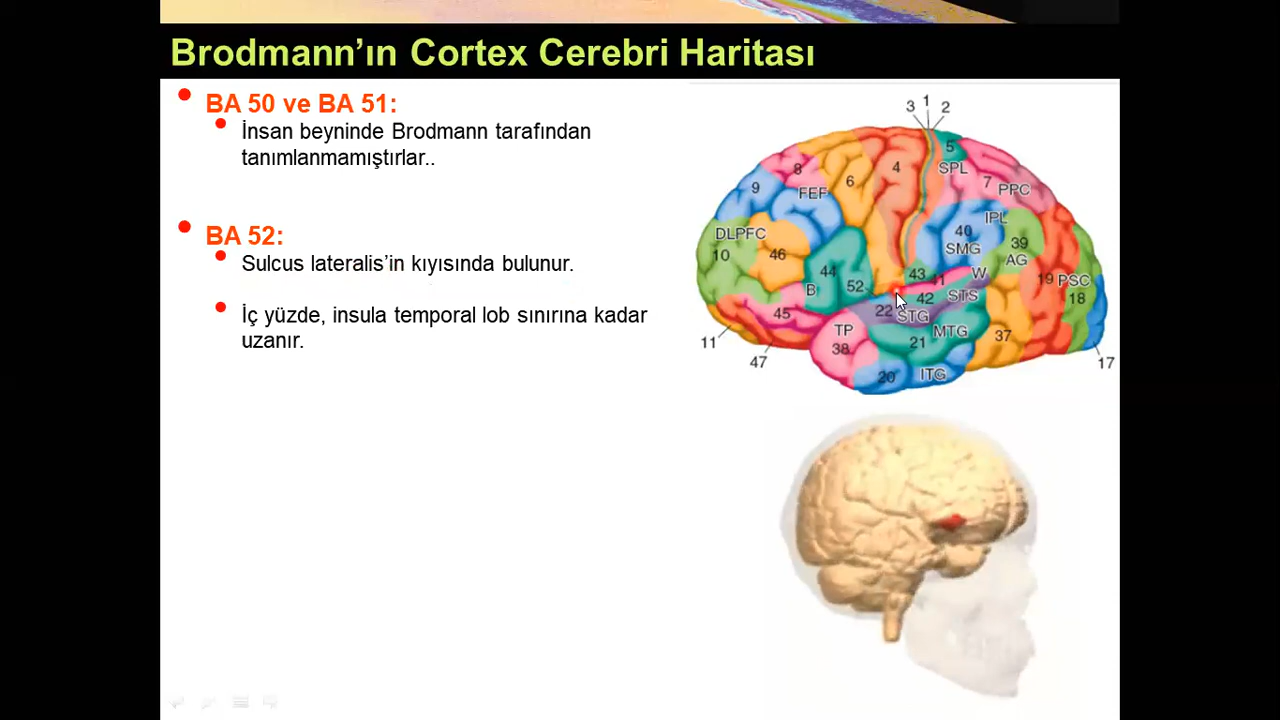 Brodmann’ın Cortex Cerebri Haritası
BA 50 ve BA 51:
İnsan beyninde Brodmann tarafından
tanımlanmamıştırlar..
BA 52:
Sulcus lateralis’in kıyısında bulunur.
İç yüzde, insula temporal lob sınırına kadar
uzanır.
3 1 2
5
8 4 SPL
9 6 7 PPC
FEF
IPL
DLPFC 40 39
10 46 SMG AG
44 43 41 W 19 PSC
B 52 42 STS 18
45 22 STG
11 TP 21 MTG 37
47 38 17
20 ITG